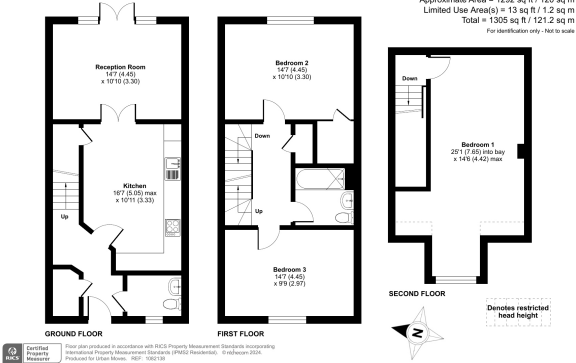 Approximate Area = 1292 sq ft / 120 sq m
Limited Use Area(s) = 13 sq ft / 1.2 sq m
Total = 1305 sq ft / 121.2 sq m
For identification only - Not to scale
Reception Room
14'7 (4.45)
x 10'10 (3.30)
Kitchen
16'7 (5.05) max
x 10'11 (3.33)
Up
GROUND FLOOR
Bedroom 2
14'7 (4.45)
x 10'10 (3.30)
Down
Up
Bedroom 3
14'7 (4.45)
x 9'9 (2.97)
FIRST FLOOR
Down
Bedroom 1
25'1 (7.65) into bay
x 14'6 (4.42) max
SECOND FLOOR
Denotes restricted
head height
N
RICS
Certified
Property
Measurer
Floor plan produced in accordance with RICS Property Measurement Standards incorporating
International Property Measurement Standards (IPMS2 Residential). © nichecom 2024.
Produced for Urban Moves. REF: 1082139